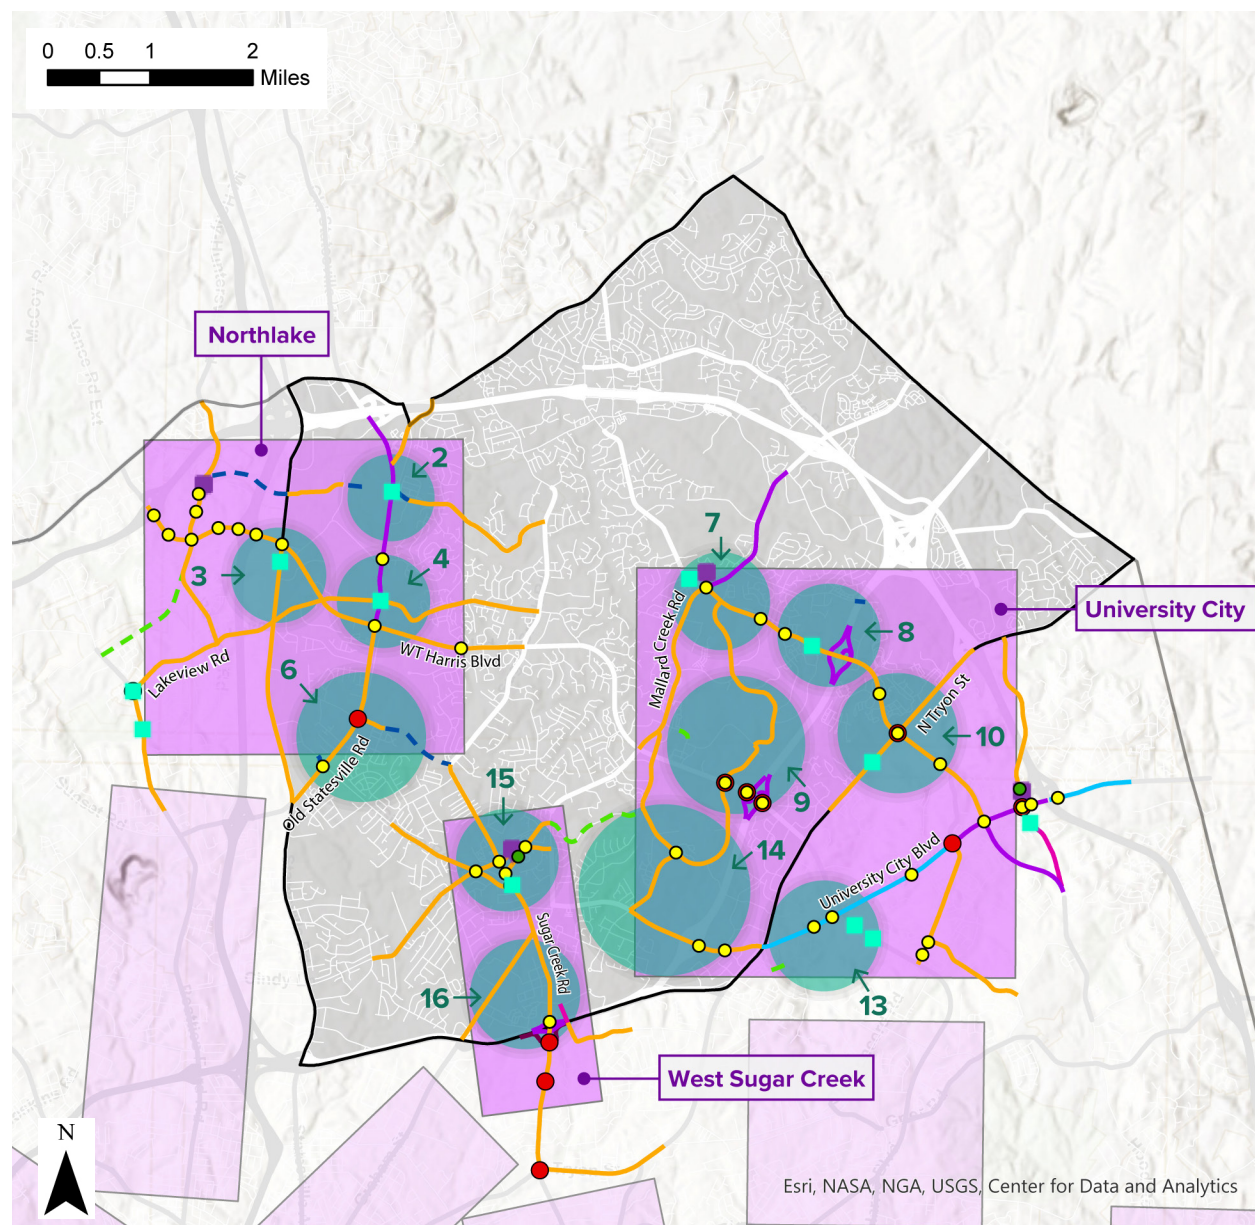 0 0.5 1 2
Miles
Northlake
2
7
4
3
University City
Mallard Creek Rd
8
WT Harris Blvd
Lakeview Rd
6
N Tryon St
10
Old Statesville Rd
15
9
14
University City Blvd
Sugar Creek Rd
16
13
West Sugar Creek
N
Esri, NASA, NGA, USGS, Center for Data and Analytics